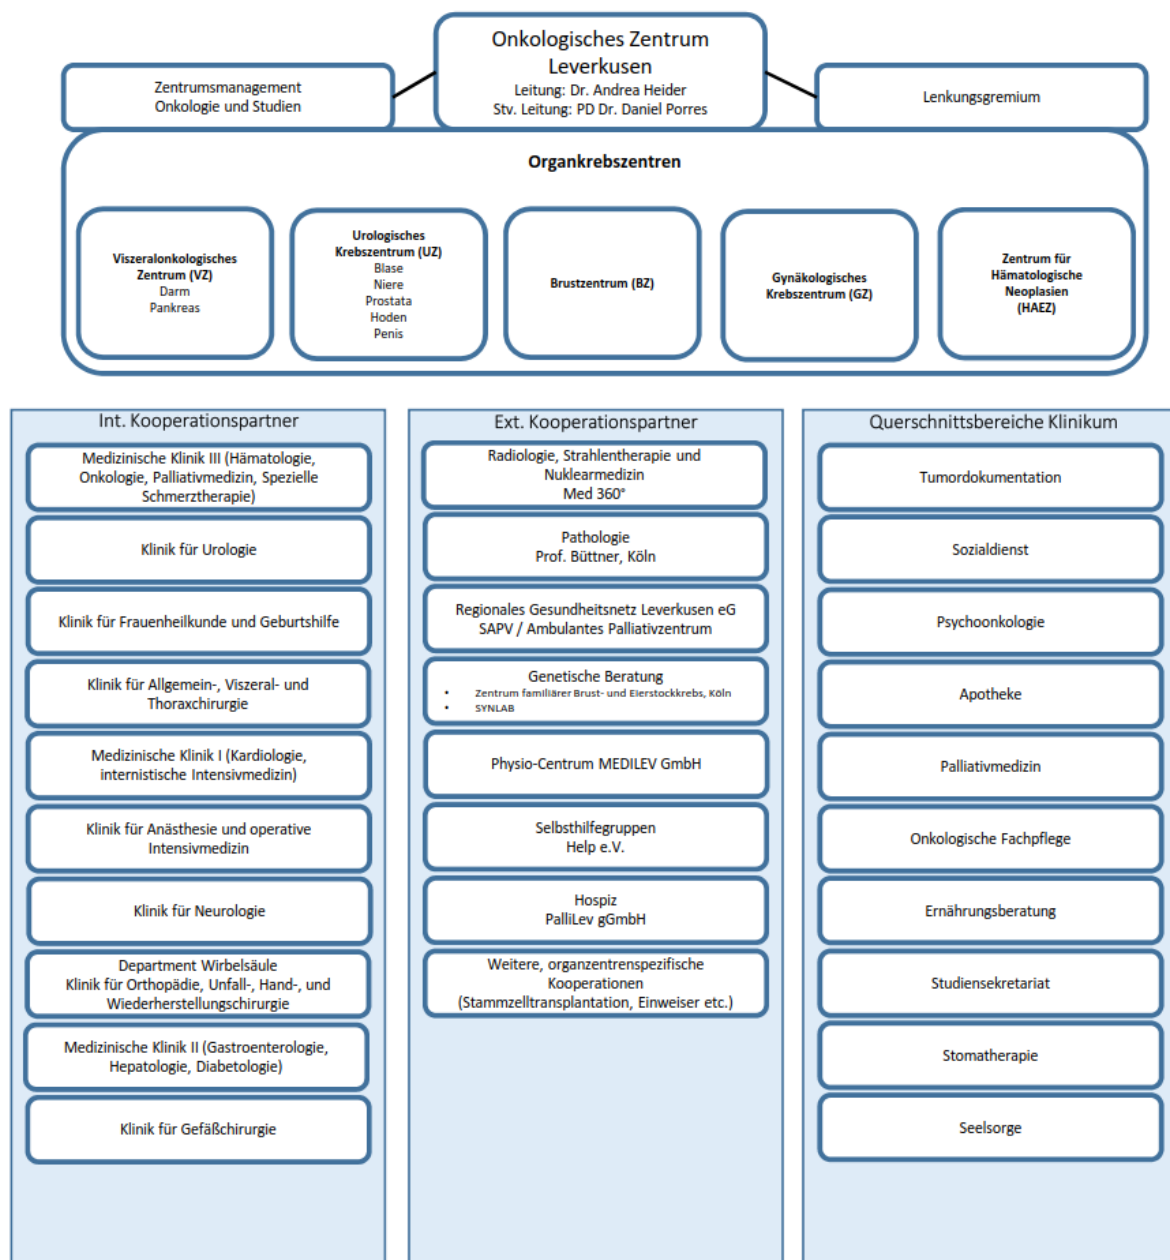 Onkologisches Zentrum
Leverkusen
Leitung: Dr. Andrea Heider
Stv. Leitung: PD Dr. Daniel Porres
Zentrumsmanagement
Onkologie und Studien
Lenkungsgremium
Organkrebszentren
Viszeralonkologisches
Zentrum (VZ)
Darm
Pankreas
Urologisches
Krebszentrum (UZ)
Blase
Niere
Prostata
Hoden
Penis
Brustzentrum (BZ)
Gynäkologisches
Krebszentrum (GZ)
Zentrum für
Hämatologische
Neoplasien
(HAEZ)
Int. Kooperationspartner
Medizinische Klinik III (Hämatologie,
Onkologie, Palliativmedizin, Spezielle
Schmerztherapie)
Klinik für Urologie
Klinik für Frauenheilkunde und Geburtshilfe
Klinik für Allgemein-, Viszeral- und
Thoraxchirurgie
Medizinische Klinik I (Kardiologie,
internistische Intensivmedizin)
Klinik für Anästhesie und operative
Intensivmedizin
Klinik für Neurologie
Department Wirbelsäule
Klinik für Orthopädie, Unfall-, Hand-, und
Wiederherstellungschirurgie
Medizinische Klinik II (Gastroenterologie,
Hepatologie, Diabetologie)
Klinik für Gefäßchirurgie
Ext. Kooperationspartner
Radiologie, Strahlentherapie und
Nuklearmedizin
Med 360°
Pathologie
Prof. Büttner, Köln
Regionales Gesundheitsnetz Leverkusen eG
SAPV / Ambulantes Palliativzentrum
Genetische Beratung
• Zentrum familiärer Brust- und Eierstockkrebs, Köln
• SYNLAB
Physio-Centrum MEDILEV GmbH
Selbsthilfegruppen
Help e.V.
Hospiz
PalliLev gGmbH
Weitere, organzentrenspezifische
Kooperationen
(Stammzelltransplantation, Einweiser etc.)
Querschnittsbereiche Klinikum
Tumordokumentation
Sozialdienst
Psychoonkologie
Apotheke
Palliativmedizin
Onkologische Fachpflege
Ernährungsberatung
Studiensekretariat
Stomatherapie
Seelsorge